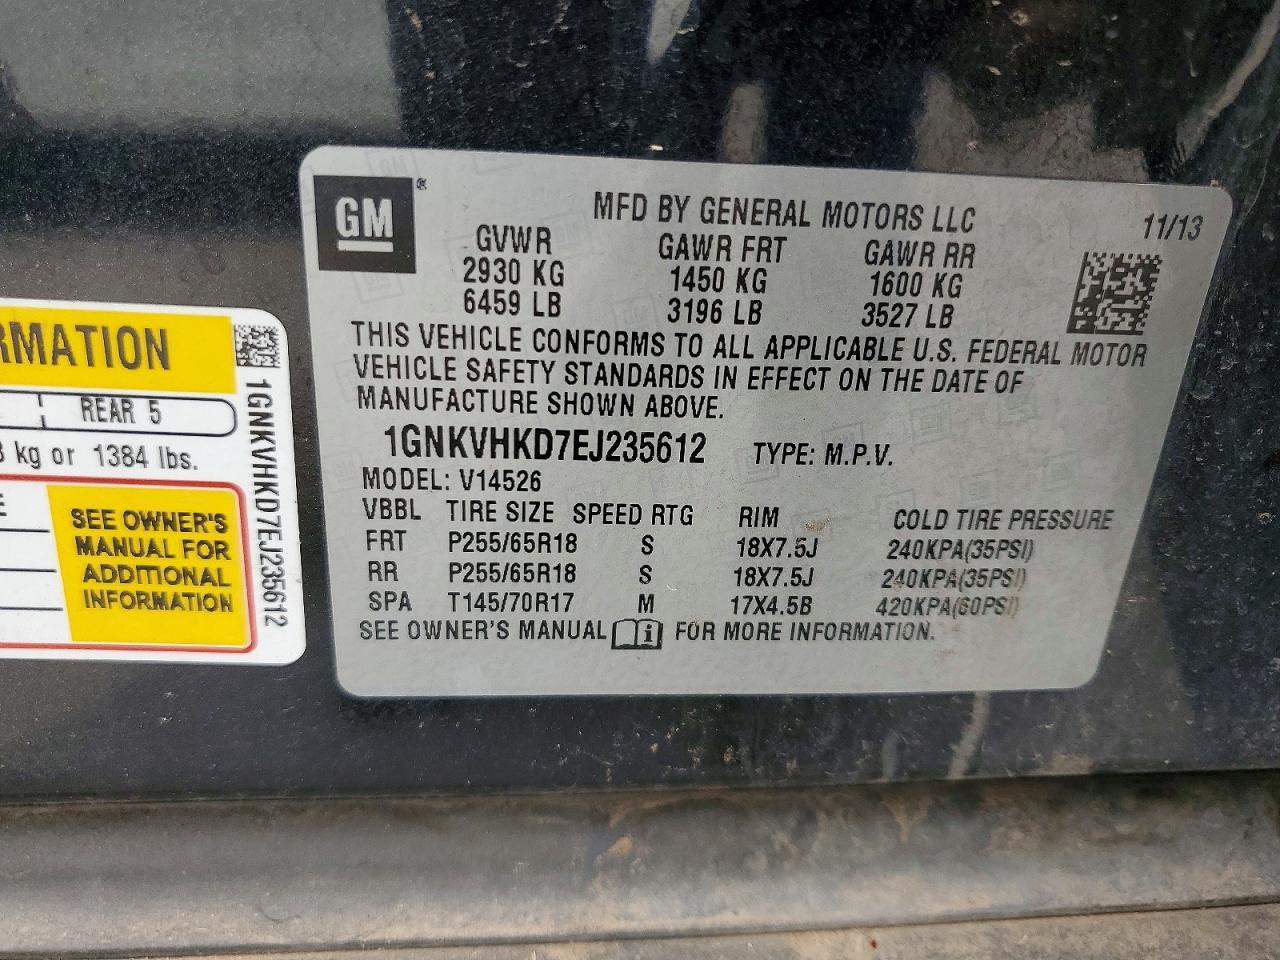 GM®
MFD BY GENERAL MOTORS LLC 11/13
GVWR GAWR FRT GAWR RR
2930 KG 1450 KG 1600 KG
6459 LB 3196 LB 3527 LB
THIS VEHICLE CONFORMS TO ALL APPLICABLE U.S. FEDERAL MOTOR
VEHICLE SAFETY STANDARDS IN EFFECT ON THE DATE OF
MANUFACTURE SHOWN ABOVE.
1GNKVHKD7EJ235612 TYPE: M.P.V.
MODEL: V14526
VBBL TIRE SIZE SPEED RTG RIM COLD TIRE PRESSURE
FRT P255/65R18 S 18X7.5J 240KPA(35PSI)
RR P255/65R18 S 18X7.5J 240KPA(35PSI)
SPA T145/70R17 M 17X4.5B 420KPA(60PSI)
SEE OWNER'S MANUAL i FOR MORE INFORMATION.
RMATION
REAR 5
kg or 1384 lbs.
SEE OWNER'S
MANUAL FOR
ADDITIONAL
INFORMATION
1GNKVHKD7EJ235612